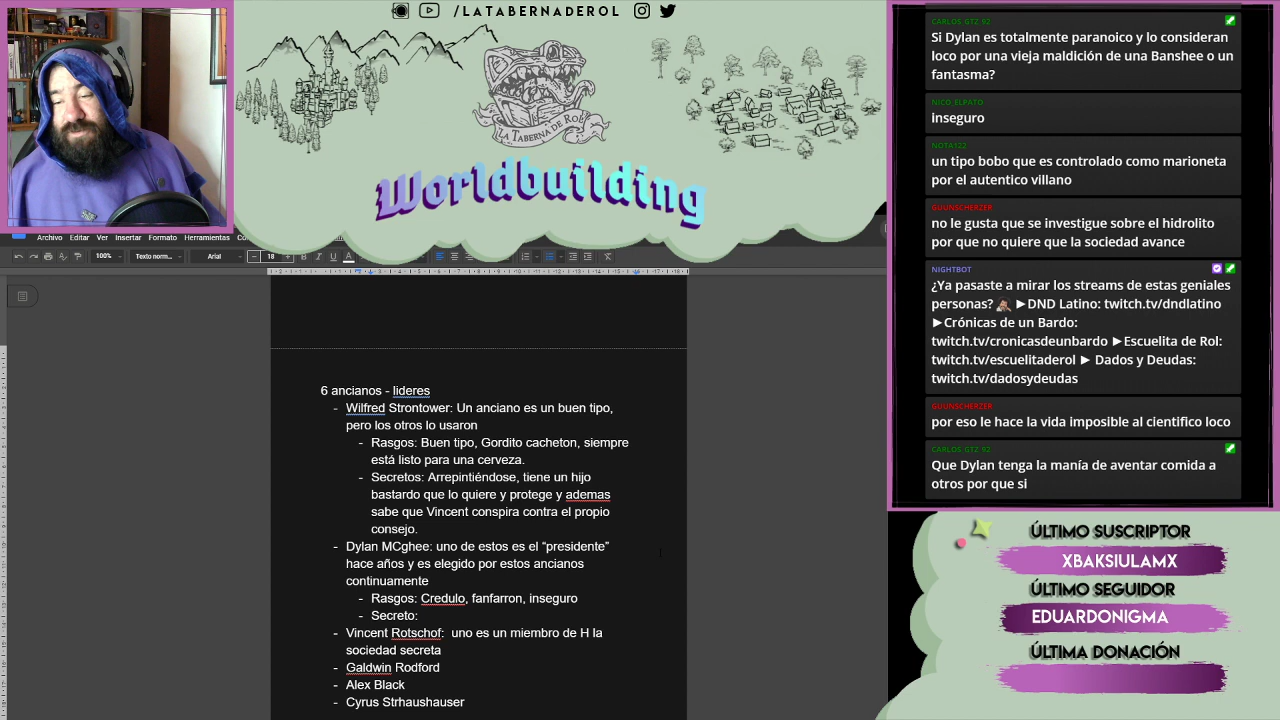 /LATABERNADEROL
LA TABERNA DE ROL
Worldbuilding
Archivo Editar Ver Insertar Formato Herramientas
100% Texto norm... Arial 18
6 ancianos - lideres
- Wilfred Strontower: Un anciano es un buen tipo,
pero los otros lo usaron
- Rasgos: Buen tipo, Gordito cacheton, siempre
está listo para una cerveza.
- Secretos: Arrepintiéndose, tiene un hijo
bastardo que lo quiere y protege y ademas
sabe que Vincent conspira contra el propio
consejo.
- Dylan MCghee: uno de estos es el “presidente”
hace años y es elegido por estos ancianos
continuamente
- Rasgos: Credulo, fanfarron, inseguro
- Secreto:
- Vincent Rotschof: uno es un miembro de H la
sociedad secreta
- Galdwin Rodford
- Alex Black
- Cyrus Strhaushauser
CARLOS GTZ 92
Si Dylan es totalmente paranoico y lo consideran
loco por una vieja maldición de una Banshee o un
fantasma?
NICO_ELPATO
inseguro
NOTA122
un tipo bobo que es controlado como marioneta
por el autentico villano
GUUNSCHERZER
no le gusta que se investigue sobre el hidrolito
por que no quiere que la sociedad avance
NIGHTBOT
¿Ya pasaste a mirar los streams de estas geniales
personas? ►DND Latino: twitch.tv/dndlatino
►Crónicas de un Bardo:
twitch.tv/cronicasdeunbardo ►Escuelita de Rol:
twitch.tv/escuelitaderol ► Dados y Deudas:
twitch.tv/dadosydeudas
GUUNSCHERZER
por eso le hace la vida imposible al cientifico loco
CARLOS GTZ 92
Que Dylan tenga la manía de aventar comida a
otros por que si
ÚLTIMO SUSCRIPTOR
XBAKSIULAMX
ÚLTIMO SEGUIDOR
EDUARDONIGMA
ÚLTIMA DONACIÓN